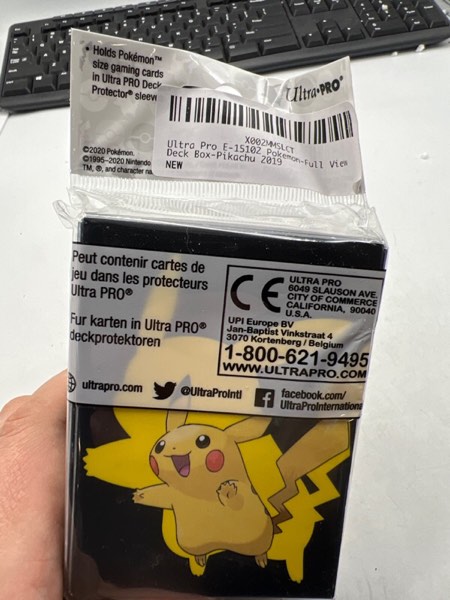 • Holds Pokémon™
size gaming cards
in Ultra PRO Deck
Protector® sleeve
Ultra•PRO®
X002MMSLCT
Ultra Pro E-15102 Pokemon-Full View
Deck Box-Pikachu 2019
NEW
©2020 Pokémon.
©1995-2020 Nintendo
TM, ®, and character na
Peut contenir cartes de
jeu dans les protecteurs
Ultra PRO®
Fur karten in Ultra PRO®
deckprotektoren
CE
ULTRA PRO
6049 SLAUSON AVE.
CITY OF COMMERCE
CALIFORNIA, 90040
U.S.A.
UPI Europe BV
Jan-Baptist Vinkstraat 4
3070 Kortenberg / Belgium
1-800-621-9495
WWW.ULTRAPRO.COM
ultrapro.com
@UltraProIntl
f facebook.com/
UltraProInternationa